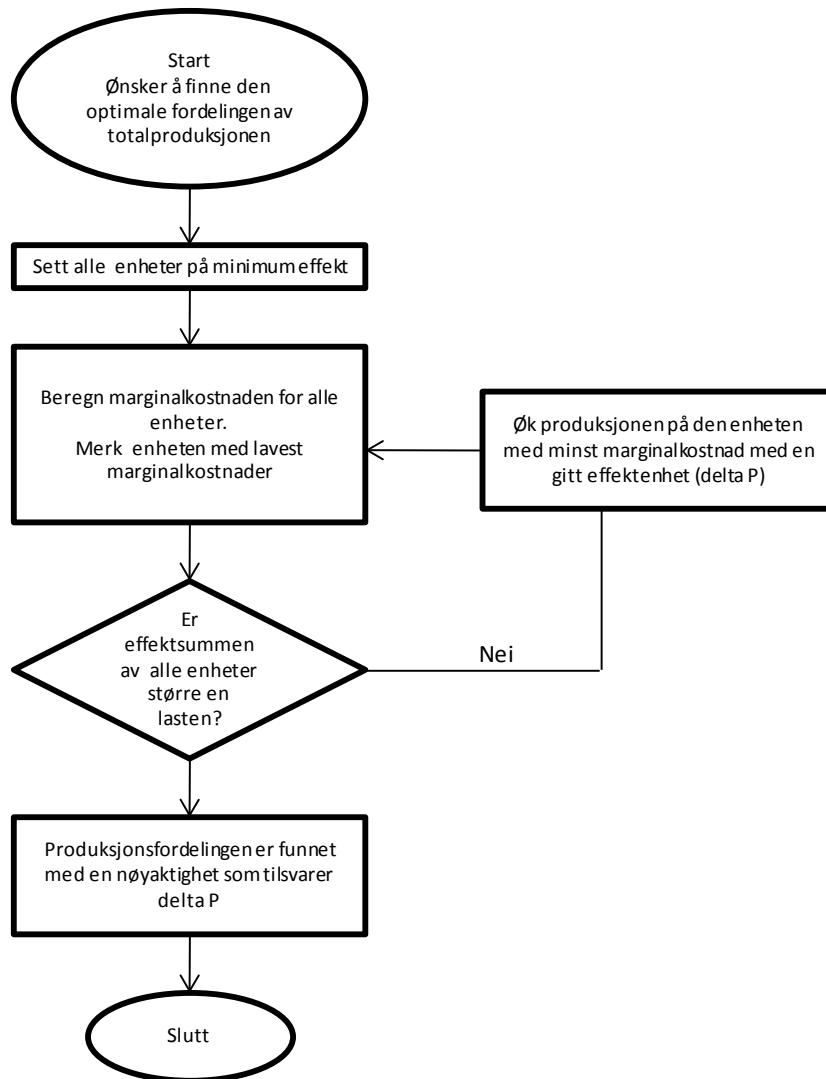 Start
Ønsker å finne den
optimale fordelingen av
totalproduksjonen
Sett alle enheter på minimum effekt
Beregn marginalkostnaden for alle
enheter.
Merk enheten med lavest
marginalkostnader
Øk produksjonen på den enheten
med minst marginalkostnad med en
gitt effektenhet (delta P)
Er
effektsummen
av alle enheter
større en
lasten?
Nei
Produksjonsfordelingen er funnet
med en nøyaktighet som tilsvarer
delta P
Slutt